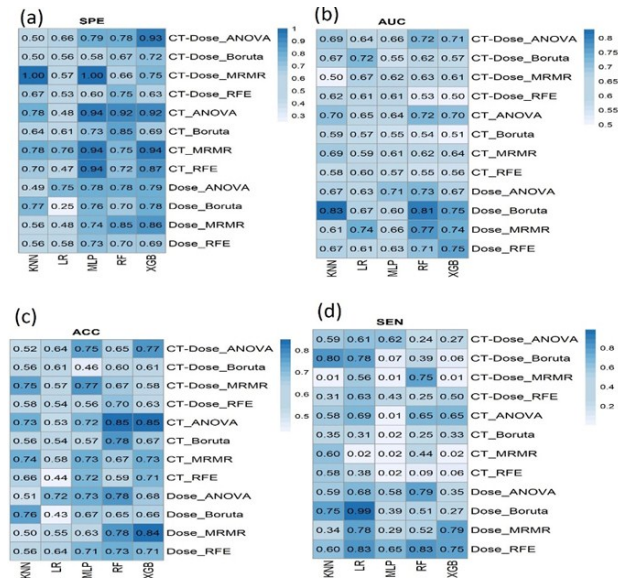 (a)
SPE
0.50 0.66 0.79 0.78 0.93 CT-Dose_ANOVA
0.50 0.56 0.58 0.67 0.72 CT-Dose_Boruta
1.00 0.57 1.00 0.66 0.75 CT-Dose_MRMR
0.67 0.53 0.60 0.75 0.63 CT-Dose_RFE
0.78 0.48 0.94 0.92 0.92 CT_ANOVA
0.64 0.61 0.73 0.85 0.69 CT_Boruta
0.78 0.76 0.94 0.75 0.94 CT_MRMR
0.70 0.47 0.94 0.72 0.87 CT_RFE
0.49 0.75 0.78 0.78 0.79 Dose_ANOVA
0.77 0.25 0.76 0.70 0.78 Dose_Boruta
0.56 0.48 0.74 0.85 0.86 Dose_MRMR
0.56 0.58 0.73 0.70 0.69 Dose_RFE
KNN LR MLP RF XGB
1
0.9
0.8
0.7
0.6
0.5
0.4
0.3
(b)
AUC
0.69 0.64 0.66 0.72 0.71 CT-Dose_ANOVA
0.67 0.72 0.55 0.62 0.57 CT-Dose_Boruta
0.50 0.67 0.62 0.63 0.61 CT-Dose_MRMR
0.62 0.61 0.61 0.53 0.50 CT-Dose_RFE
0.70 0.65 0.64 0.72 0.70 CT_ANOVA
0.59 0.57 0.55 0.54 0.51 CT_Boruta
0.69 0.59 0.61 0.62 0.64 CT_MRMR
0.58 0.60 0.57 0.55 0.56 CT_RFE
0.67 0.63 0.71 0.73 0.67 Dose_ANOVA
0.83 0.67 0.60 0.81 0.75 Dose_Boruta
0.61 0.74 0.66 0.77 0.74 Dose_MRMR
0.67 0.61 0.63 0.71 0.75 Dose_RFE
KNN LR MLP RF XGB
0.8
0.75
0.7
0.65
0.6
0.55
0.5
(c)
ACC
0.52 0.64 0.75 0.65 0.77 CT-Dose_ANOVA
0.56 0.61 0.46 0.60 0.61 CT-Dose_Boruta
0.75 0.57 0.77 0.67 0.58 CT-Dose_MRMR
0.58 0.54 0.56 0.70 0.63 CT-Dose_RFE
0.73 0.53 0.72 0.85 0.85 CT_ANOVA
0.56 0.54 0.57 0.78 0.67 CT_Boruta
0.74 0.58 0.73 0.67 0.73 CT_MRMR
0.66 0.44 0.72 0.59 0.71 CT_RFE
0.51 0.72 0.73 0.78 0.68 Dose_ANOVA
0.76 0.43 0.67 0.65 0.66 Dose_Boruta
0.50 0.55 0.63 0.78 0.84 Dose_MRMR
0.56 0.64 0.71 0.73 0.71 Dose_RFE
KNN LR MLP RF XGB
0.8
0.7
0.6
0.5
(d)
SEN
0.59 0.61 0.62 0.24 0.27 CT-Dose_ANOVA
0.80 0.78 0.07 0.39 0.06 CT-Dose_Boruta
0.01 0.56 0.01 0.75 0.01 CT-Dose_MRMR
0.31 0.63 0.43 0.25 0.50 CT-Dose_RFE
0.58 0.69 0.01 0.65 0.65 CT_ANOVA
0.35 0.31 0.02 0.25 0.33 CT_Boruta
0.60 0.02 0.02 0.44 0.02 CT_MRMR
0.58 0.38 0.02 0.09 0.06 CT_RFE
0.59 0.68 0.58 0.79 0.35 Dose_ANOVA
0.75 0.99 0.39 0.51 0.27 Dose_Boruta
0.34 0.78 0.29 0.52 0.79 Dose_MRMR
0.60 0.83 0.65 0.83 0.75 Dose_RFE
KNN LR MLP RF XGB
0.8
0.6
0.4
0.2